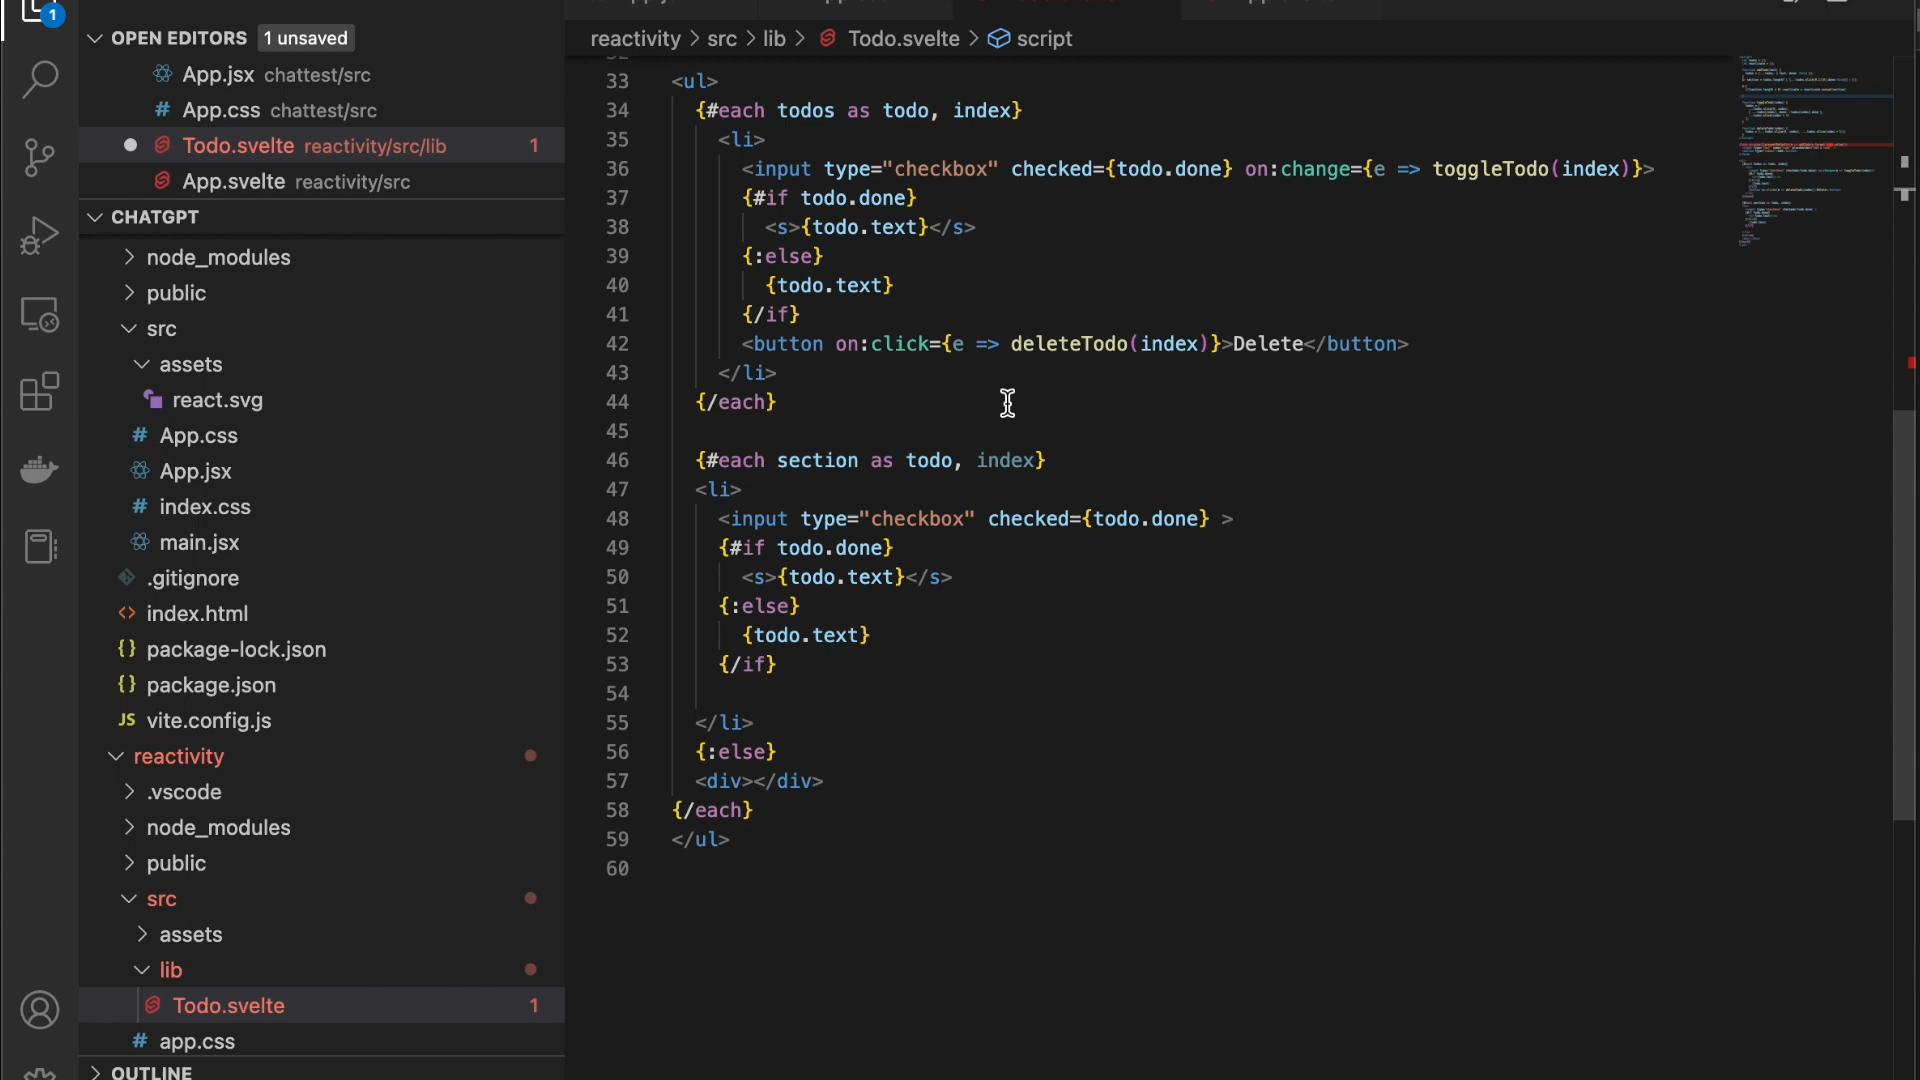 1
OPEN EDITORS 1 unsaved
App.jsx chattest/src
# App.css chattest/src
Todo.svelte reactivity/src/lib 1
App.svelte reactivity/src
CHATGPT
node_modules
public
src
assets
react.svg
# App.css
App.jsx
# index.css
main.jsx
.gitignore
<> index.html
{} package-lock.json
{} package.json
JS vite.config.js
reactivity
.vscode
node_modules
public
src
assets
lib
Todo.svelte 1
# app.css
OUTLINE
reactivity > src > lib > Todo.svelte > script
33 <ul>
34 {#each todos as todo, index}
35 <li>
36 <input type="checkbox" checked={todo.done} on:change={e => toggleTodo(index)}>
37 {#if todo.done}
38 <s>{todo.text}</s>
39 {:else}
40 {todo.text}
41 {/if}
42 <button on:click={e => deleteTodo(index)}>Delete</button>
43 </li>
44 {/each}
45
46 {#each section as todo, index}
47 <li>
48 <input type="checkbox" checked={todo.done} >
49 {#if todo.done}
50 <s>{todo.text}</s>
51 {:else}
52 {todo.text}
53 {/if}
54
55 </li>
56 {:else}
57 <div></div>
58 {/each}
59 </ul>
60